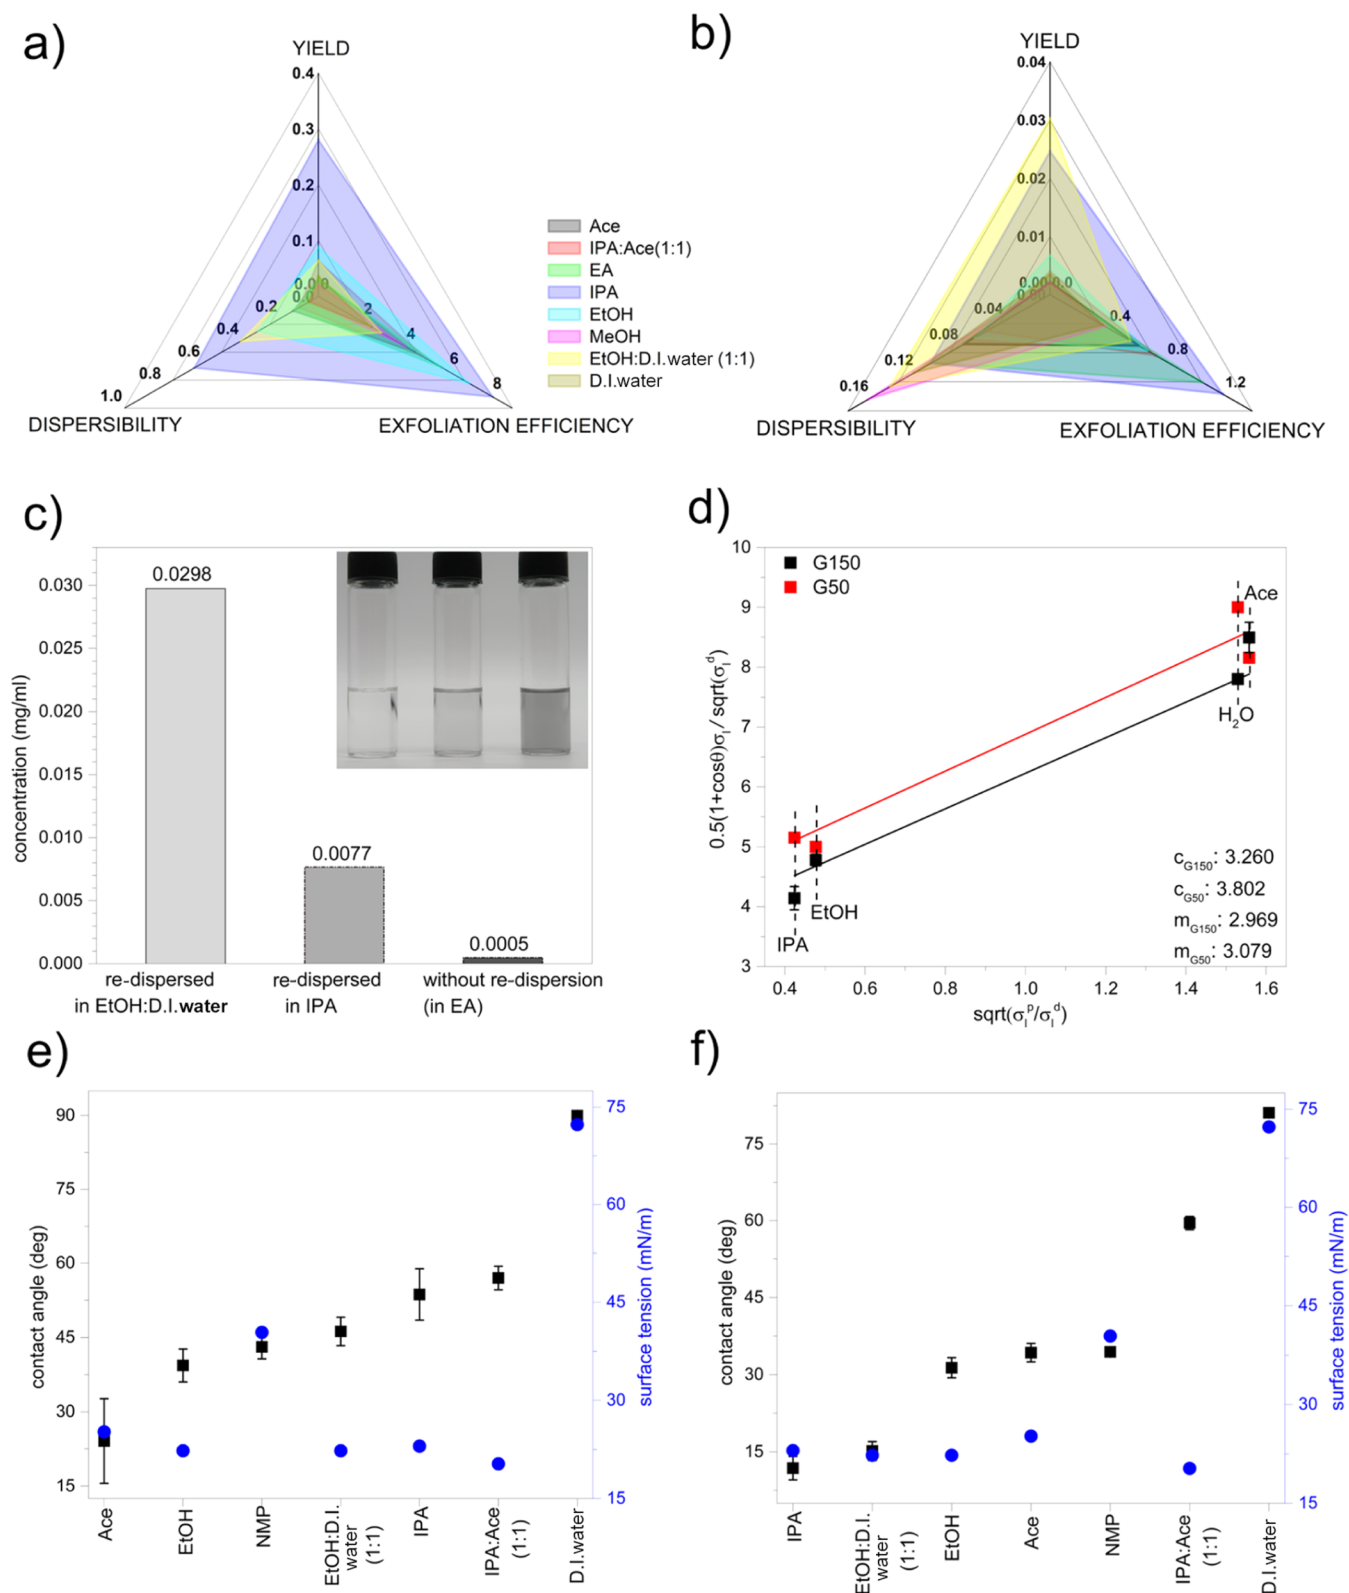 a)
YIELD
0.4
0.3
0.2
0.1
0.0
0.0
0.2
0.4
0.6
0.8
1.0
2
4
6
8
DISPERSIBILITY
EXFOLIATION EFFICIENCY
Ace
IPA:Ace(1:1)
EA
IPA
EtOH
MeOH
EtOH:D.I.water (1:1)
D.I.water
b)
YIELD
0.04
0.03
0.02
0.01
0.00
0.0
0.00
0.04
0.08
0.12
0.16
0.4
0.8
1.2
DISPERSIBILITY
EXFOLIATION EFFICIENCY
c)
concentration (mg/ml)
0.030
0.025
0.020
0.015
0.010
0.005
0.000
0.0298
0.0077
0.0005
re-dispersed
in EtOH:D.I.water
re-dispersed
in IPA
without re-dispersion
(in EA)
d)
0.5(1+cosθ)σl / sqrt(σl^d)
10
9
8
7
6
5
4
3
G150
G50
Ace
H2O
EtOH
IPA
cG150: 3.260
cG50: 3.802
mG150: 2.969
mG50: 3.079
0.4 0.6 0.8 1.0 1.2 1.4 1.6
sqrt(σl^p/σl^d)
e)
contact angle (deg)
90
75
60
45
30
15
75
60
45
30
15
surface tension (mN/m)
Ace
EtOH
NMP
EtOH:D.I.
water
(1:1)
IPA
IPA:Ace
(1:1)
D.I.water
f)
contact angle (deg)
75
60
45
30
15
75
60
45
30
15
surface tension (mN/m)
IPA
EtOH:D.I.
water
(1:1)
EtOH
Ace
NMP
IPA:Ace
(1:1)
D.I.water